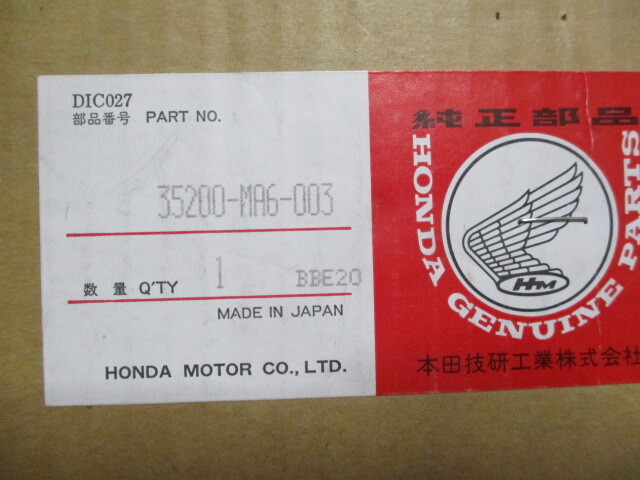 DIC027
部品番号 PART NO.
35200-MA6-003
数量 Q'TY 1 BBE20
MADE IN JAPAN
HONDA MOTOR CO., LTD.
純正部品
HONDA GENUINE PARTS
HM
本田技研工業株式会社